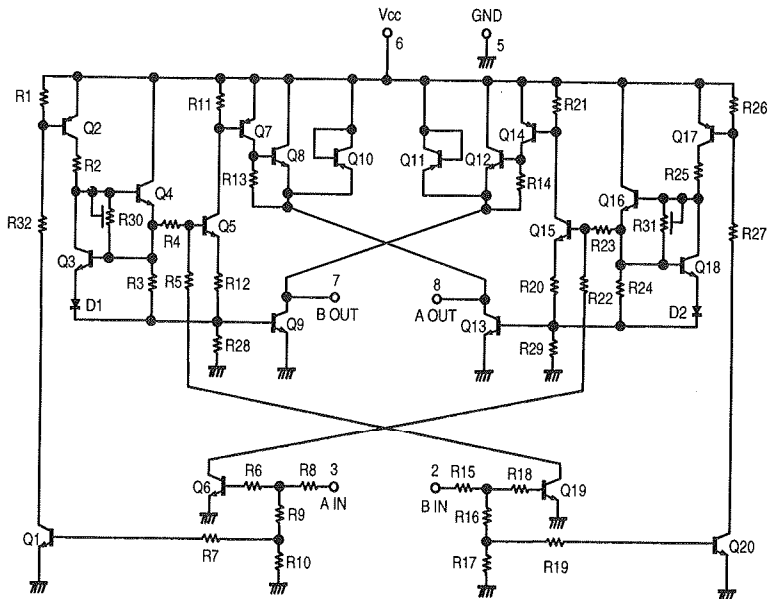 Vcc GND
6 5
R1 R11 R21 R26
Q2 Q7 Q14 Q17
R2 Q8 Q10 Q11 Q12 R25
Q4 R13 R14 Q16
R32 R30 R4 Q5 Q15 R23 R31 R27
Q3 R5 R22 Q18
R3 R12 7 8 R20 R24
D1 B OUT A OUT D2
Q9 Q13
R28 R29
R6 R8 3 2 R15 R18
Q6 A IN B IN Q19
R9 R16
Q1 R7 R10 R17 R19 Q20